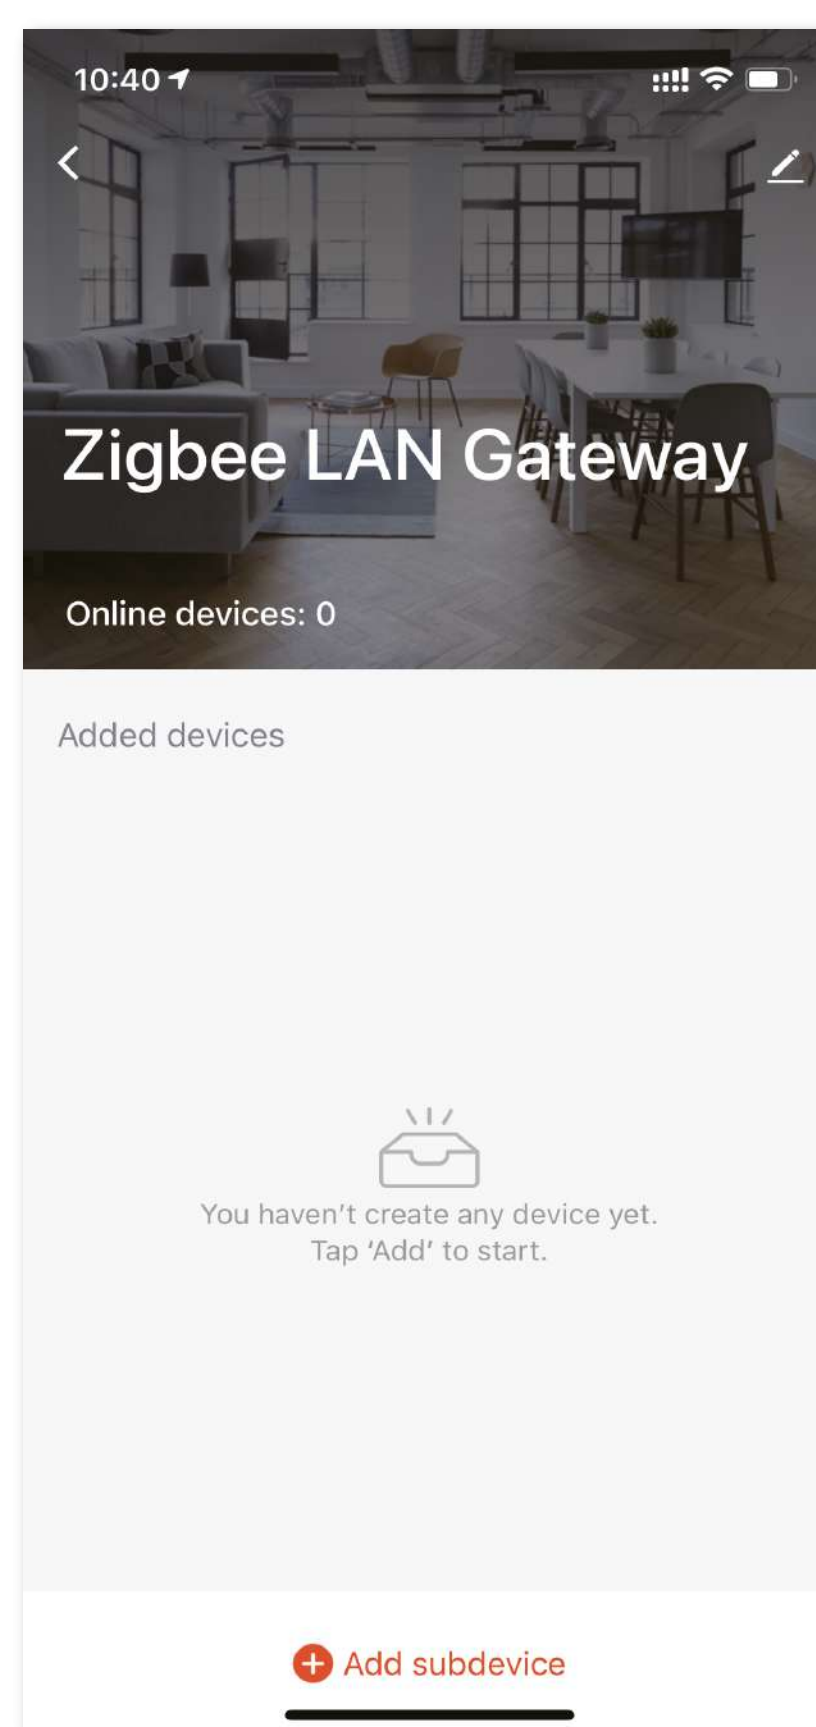 10:40
Zigbee LAN Gateway
Online devices: 0
Added devices
You haven't create any device yet.
Tap ‘Add’ to start.
Add subdevice